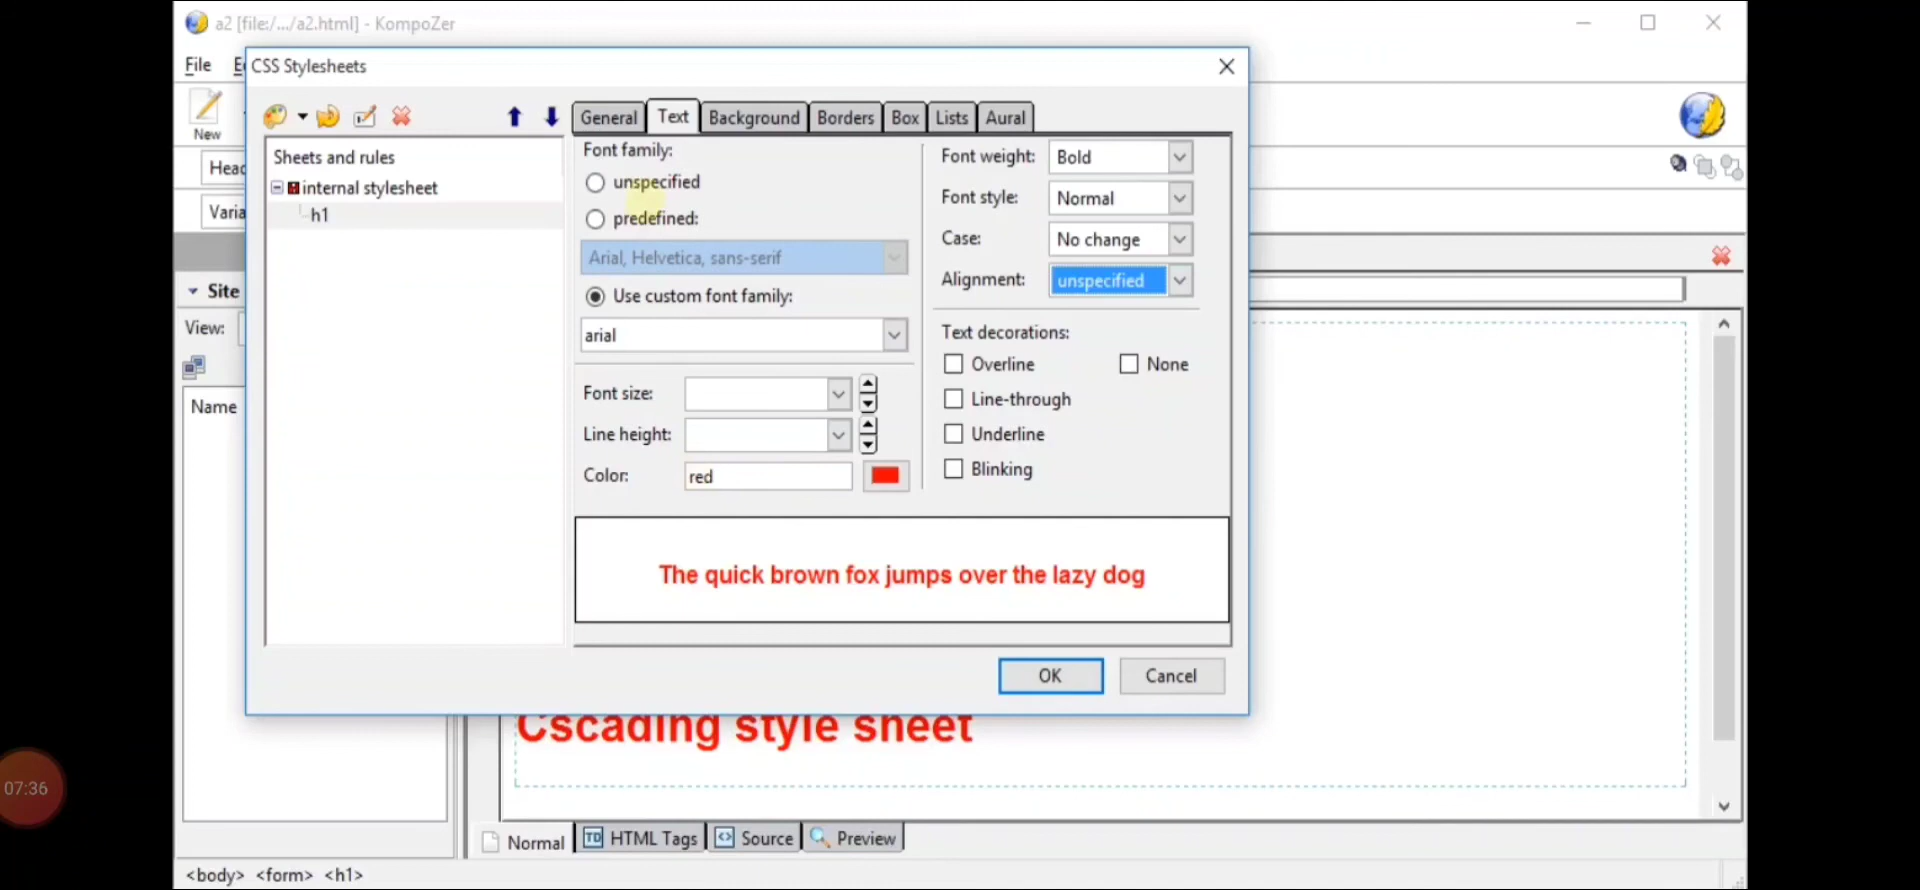 a2 [file:/.../a2.html] - KompoZer
File
CSS Stylesheets
New
General
Text
Background
Borders
Box
Lists
Aural
Sheets and rules
internal stylesheet
h1
Font family:
unspecified
predefined:
Arial, Helvetica, sans-serif
Use custom font family:
arial
Font size:
Line height:
Color: red
Font weight: Bold
Font style: Normal
Case: No change
Alignment: unspecified
Text decorations:
Overline
None
Line-through
Underline
Blinking
The quick brown fox jumps over the lazy dog
OK
Cancel
Site
View:
Name
Cscading style sheet
07:36
Normal
HTML Tags
Source
Preview
<body> <form> <h1>